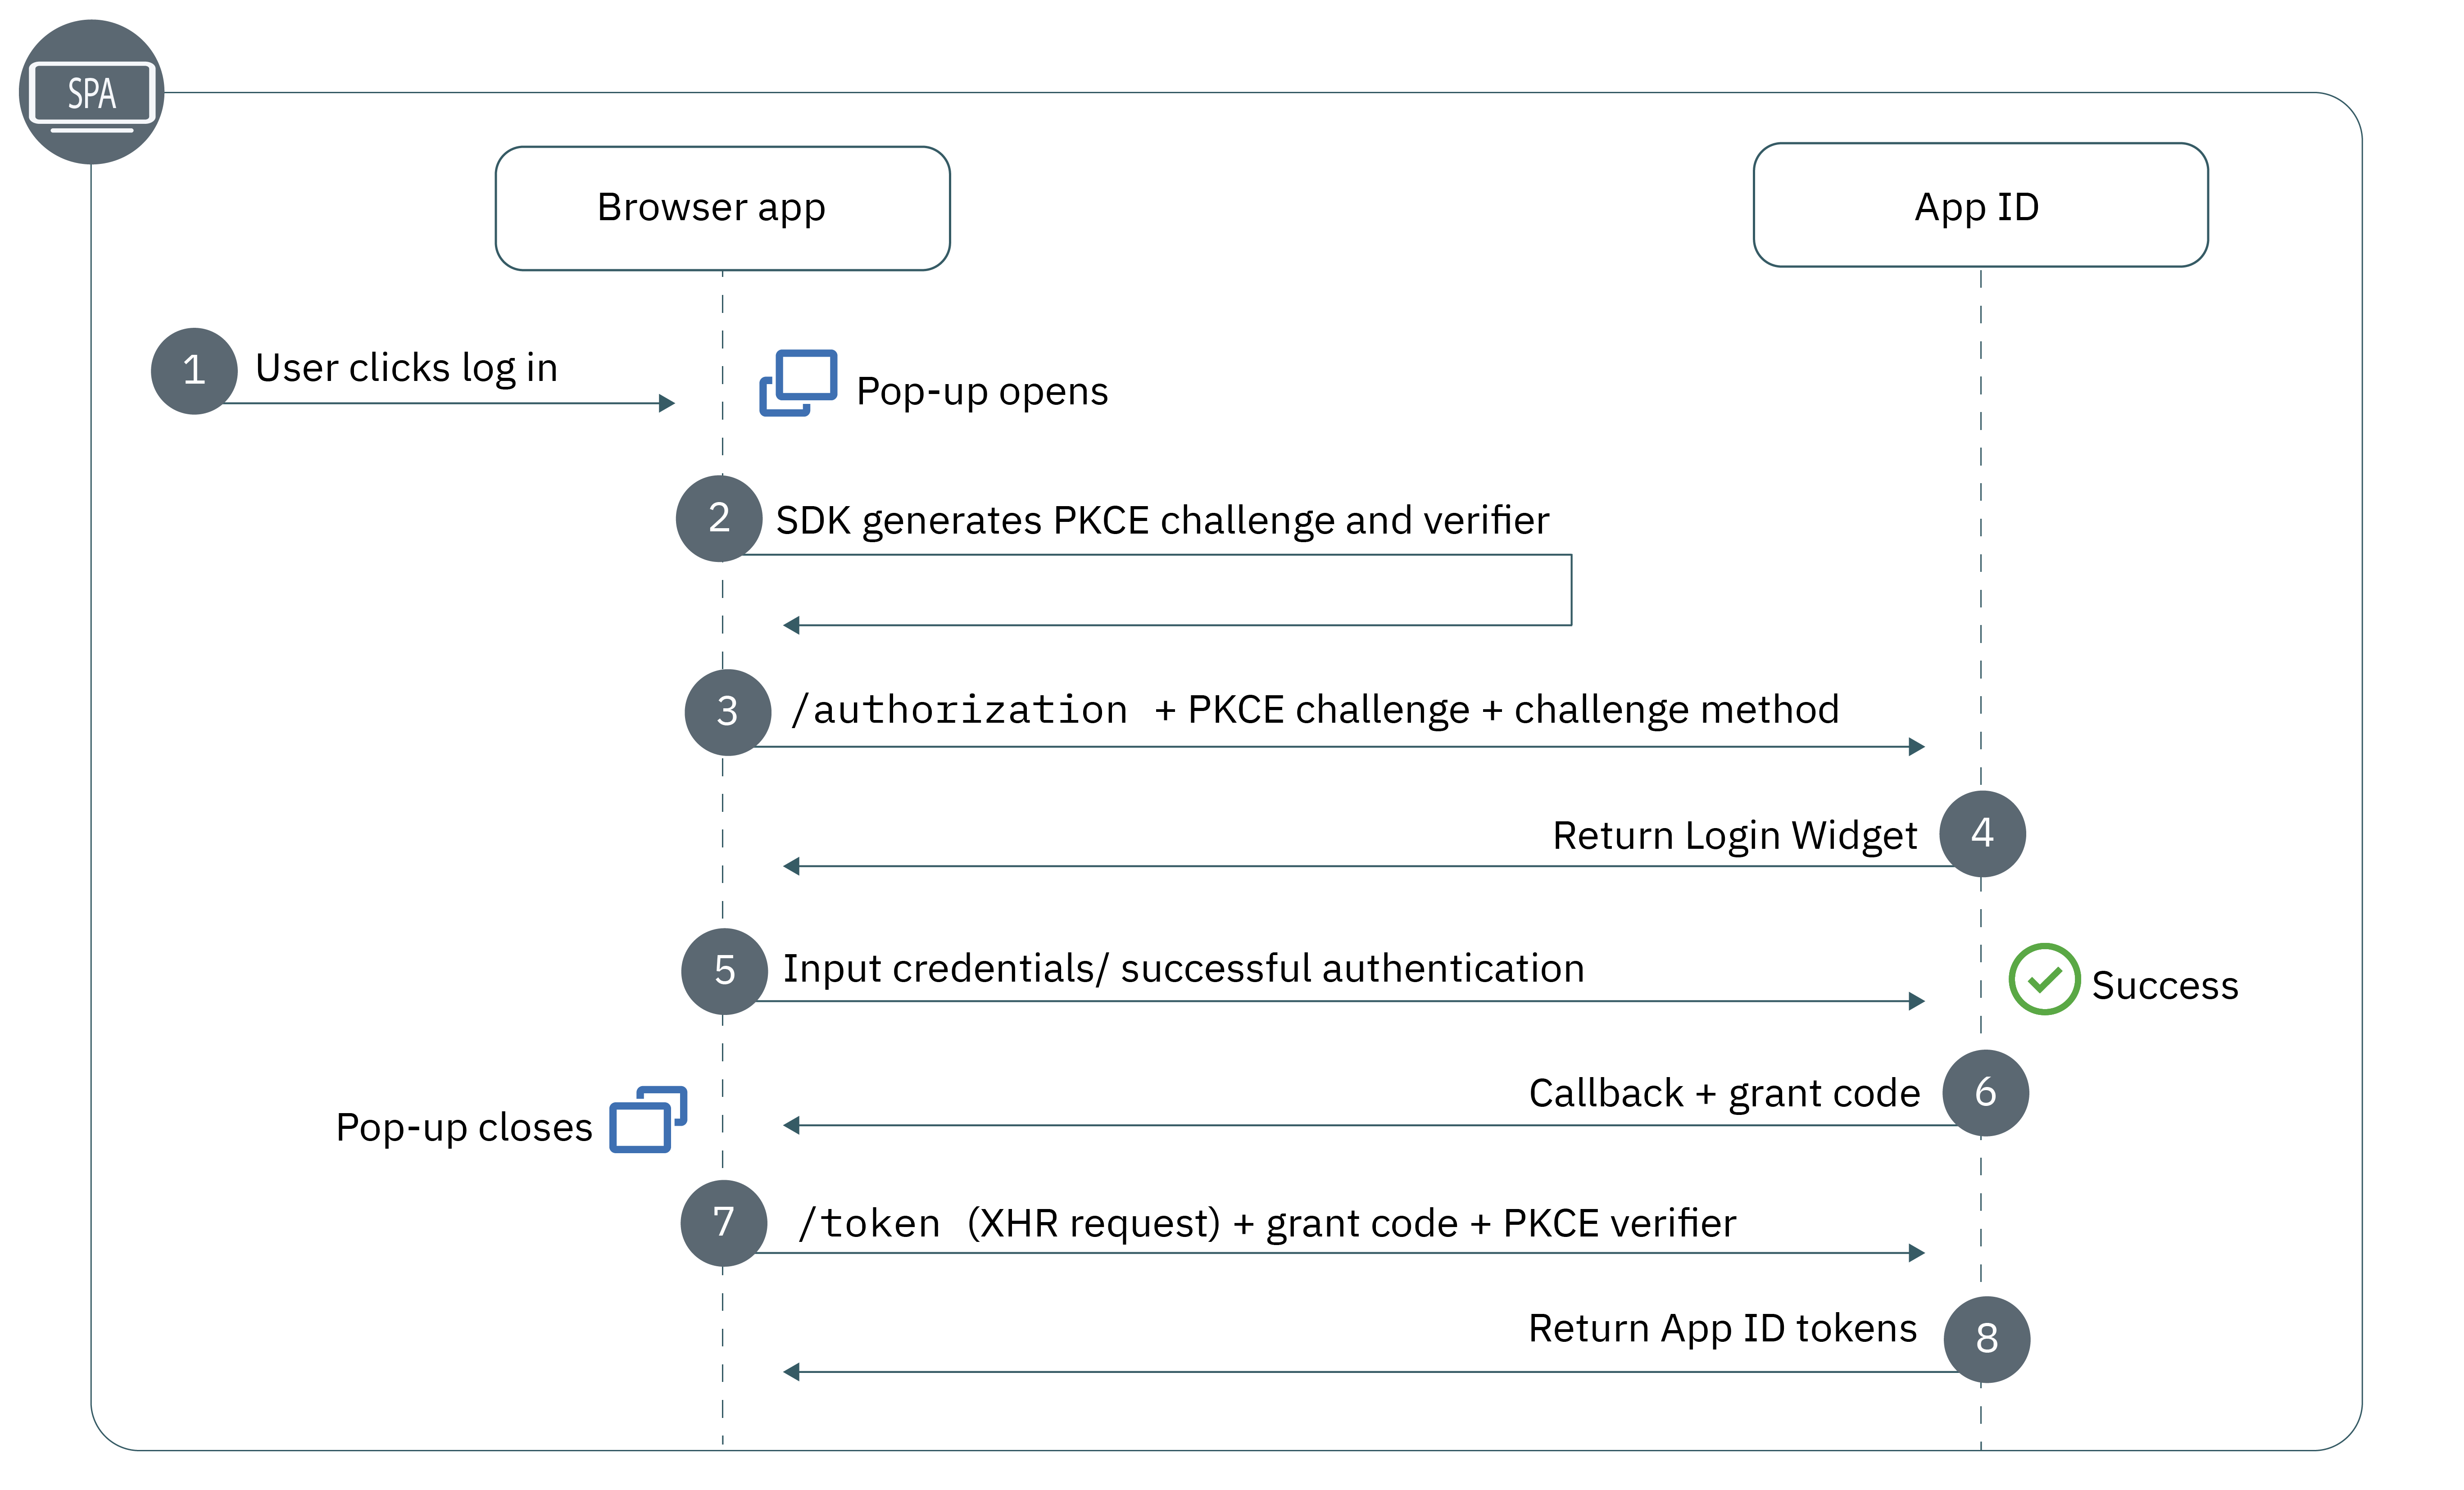 SPA
Browser app
App ID
1 User clicks log in
Pop-up opens
2 SDK generates PKCE challenge and verifier
3 /authorization + PKCE challenge + challenge method
Return Login Widget 4
5 Input credentials/ successful authentication
Success
Callback + grant code 6
Pop-up closes
7 /token (XHR request) + grant code + PKCE verifier
Return App ID tokens 8